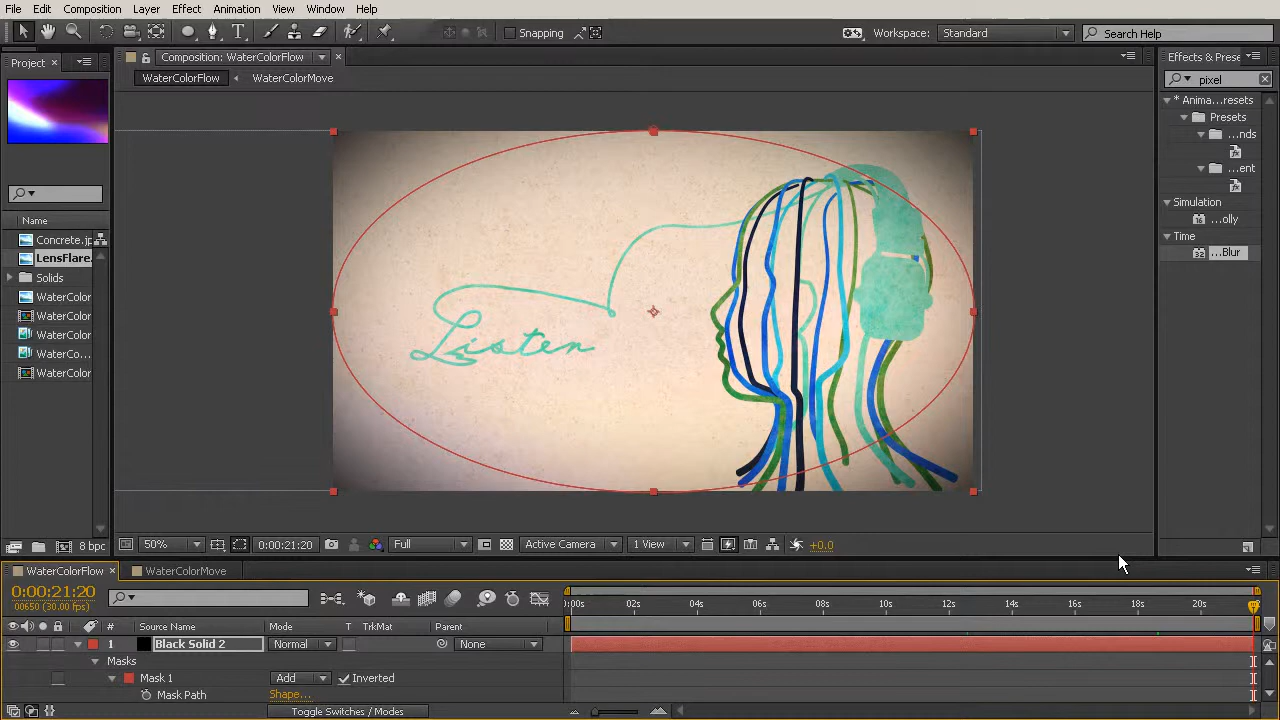 File Edit Composition Layer Effect Animation View Window Help
Snapping
Workspace: Standard
Search Help
Project
Composition: WaterColorFlow
Effects & Prese
WaterColorFlow
WaterColorMove
pixel
* Anima...resets
Presets
...nds
...ent
Simulation
...olly
Time
...Blur
Name
Concrete.jp
LensFlare.
Solids
WaterColor
WaterColor
WaterColor
WaterCo...
WaterColor
Listen
8 bpc
50%
0:00:21:20
Full
Active Camera
1 View
+0.0
WaterColorFlow
WaterColorMove
0:00:21:20
00650 (30.00 fps)
:00s 02s 04s 06s 08s 10s 12s 14s 16s 18s 20s
# Source Name Mode T TrkMat Parent
1 Black Solid 2 Normal None
Masks
Mask 1 Add Inverted
Mask Path Shape...
Toggle Switches / Modes